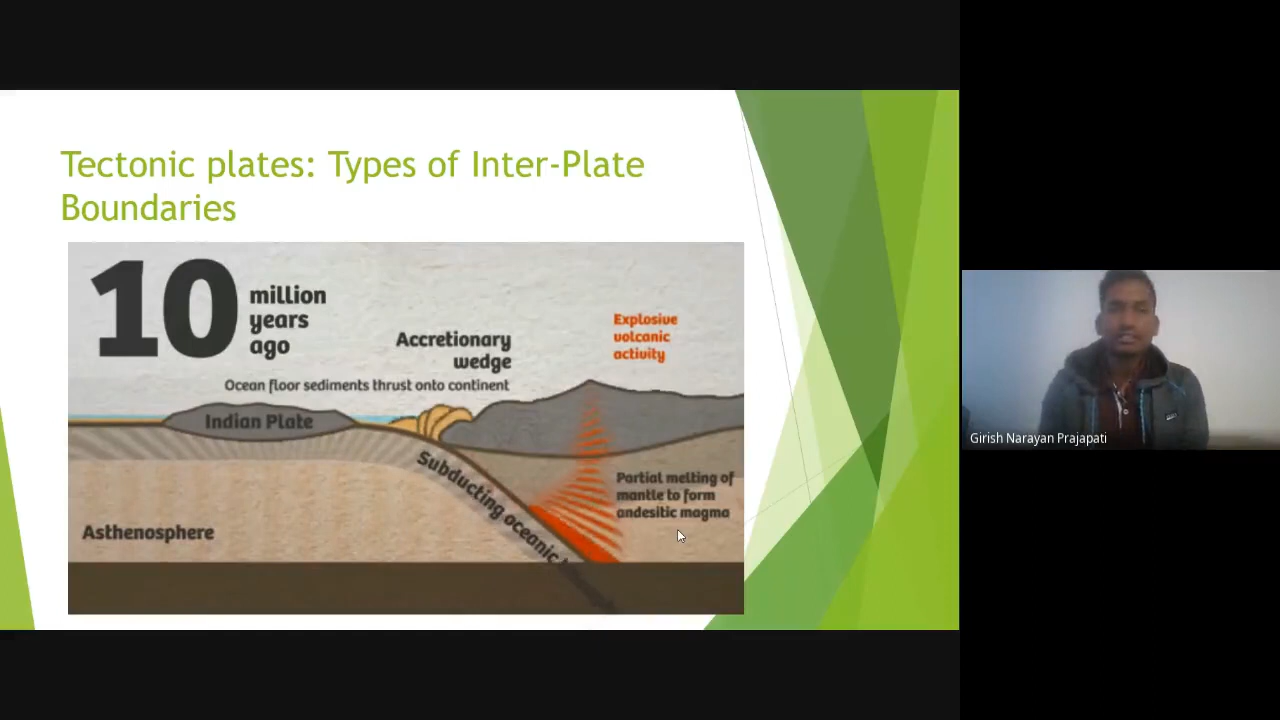 Tectonic plates: Types of Inter-Plate
Boundaries
10
million
years
ago
Accretionary
wedge
Ocean floor sediments thrust onto continent
Explosive
volcanic
activity
Indian Plate
Subducting oceanic
Partial melting of
mantle to form
andesitic magma
Asthenosphere
Girish Narayan Prajapati